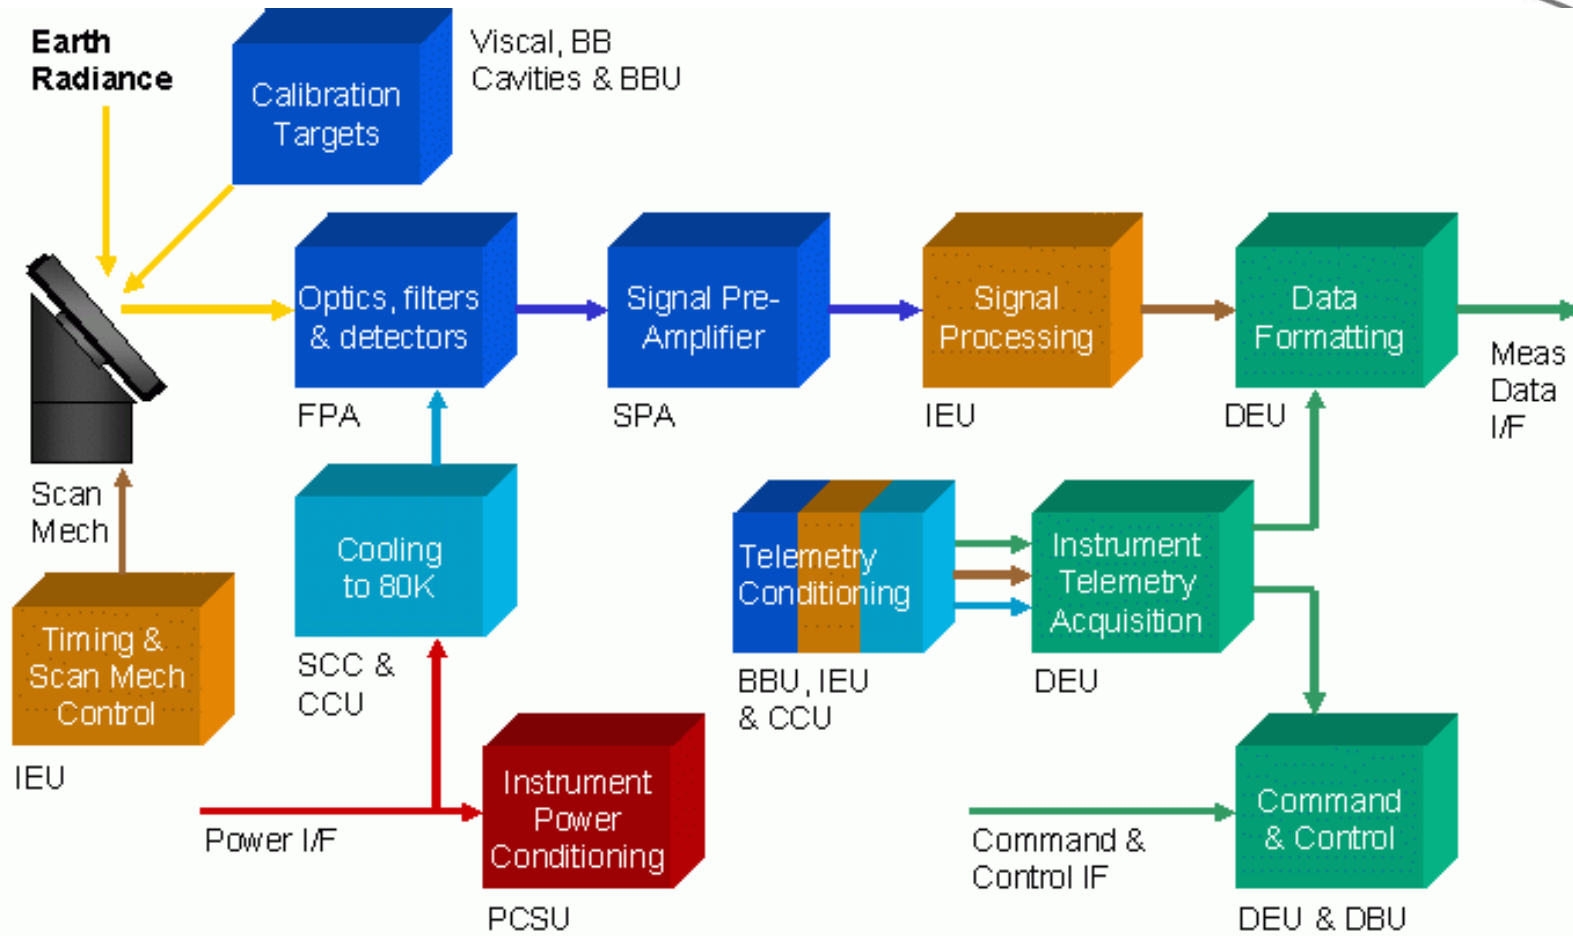 Earth
Radiance
Calibration
Targets
Viscal, BB
Cavities & BBU
Optics, filters
& detectors
FPA
Signal Pre-
Amplifier
SPA
Signal
Processing
IEU
Data
Formatting
DEU
Meas
Data
I/F
Scan
Mech
Timing &
Scan Mech
Control
IEU
Cooling
to 80K
SCC &
CCU
Telemetry
Conditioning
BBU, IEU
& CCU
Instrument
Telemetry
Acquisition
DEU
Power I/F
Instrument
Power
Conditioning
PCSU
Command &
Control IF
Command
& Control
DEU & DBU